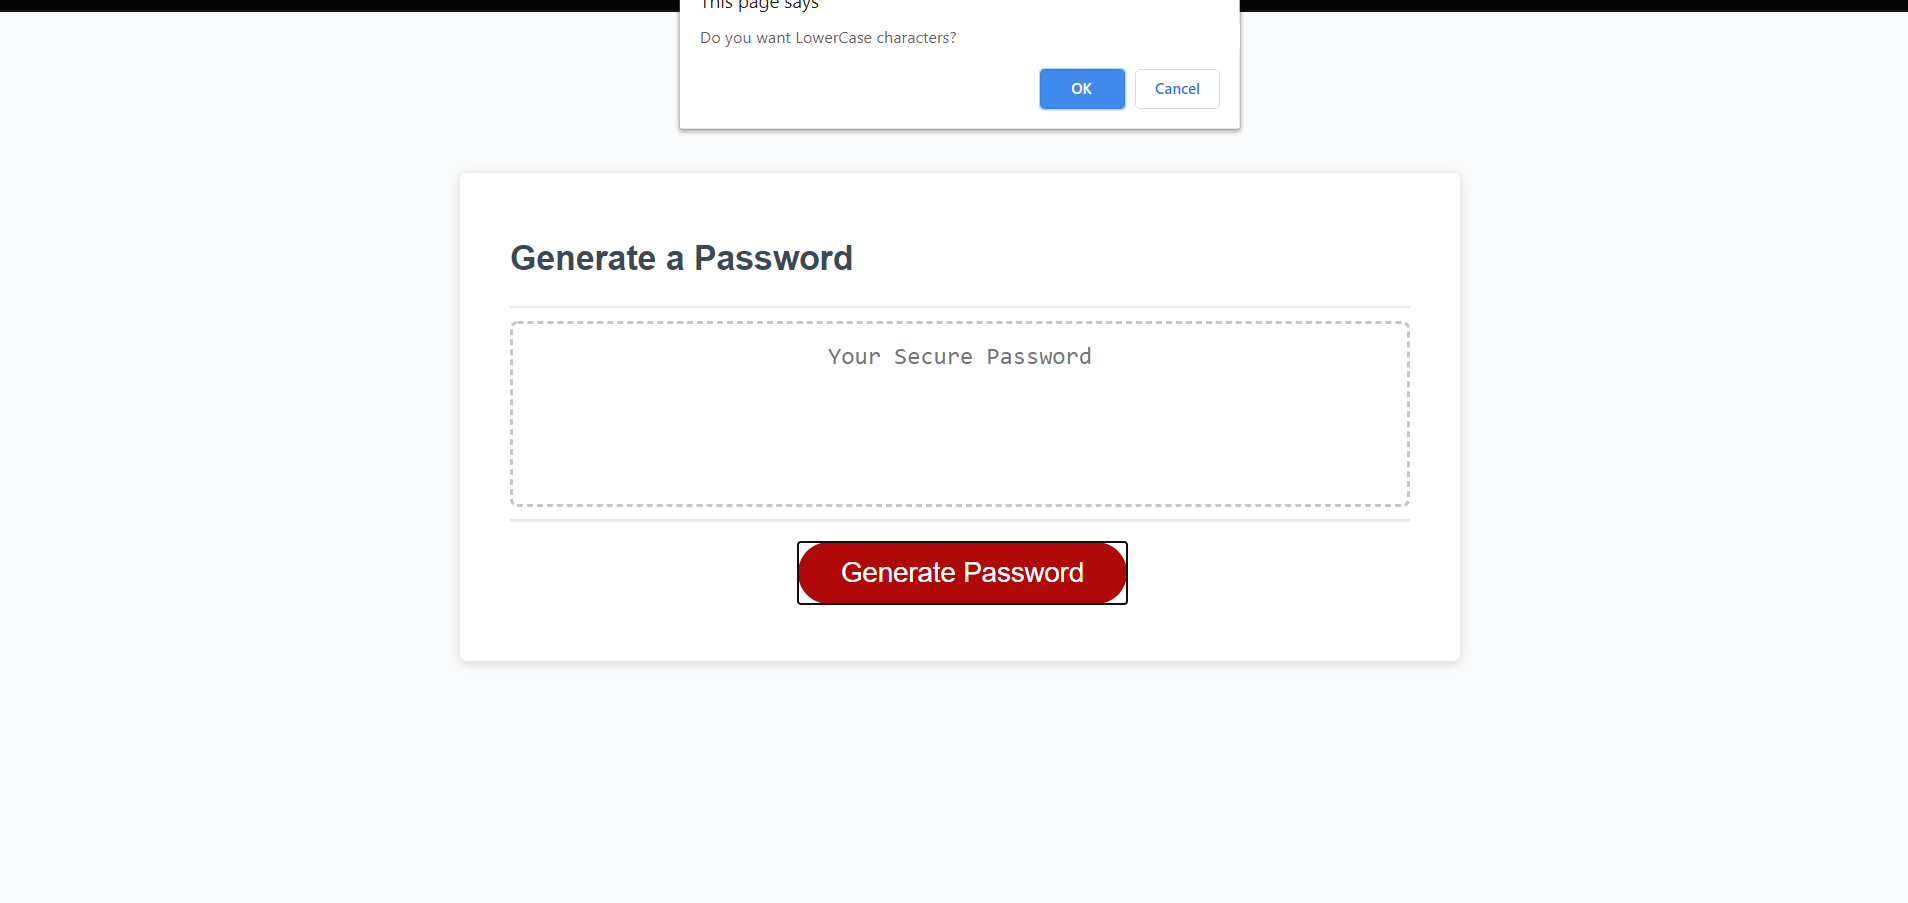 This page says
Do you want LowerCase characters?
OK
Cancel
Generate a Password
Your Secure Password
Generate Password